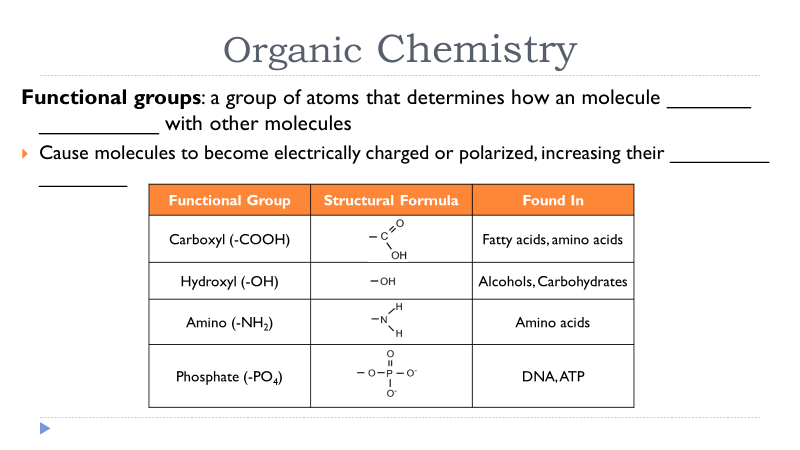 Organic Chemistry
Functional groups: a group of atoms that determines how an molecule ________
___________ with other molecules
Cause molecules to become electrically charged or polarized, increasing their _________
________
Functional Group Structural Formula Found In
Carboxyl (-COOH) – C O OH Fatty acids, amino acids
Hydroxyl (-OH) –OH Alcohols, Carbohydrates
Amino (-NH₂) –N H H Amino acids
Phosphate (-PO₄) O – O–P – O⁻ O⁻ DNA, ATP